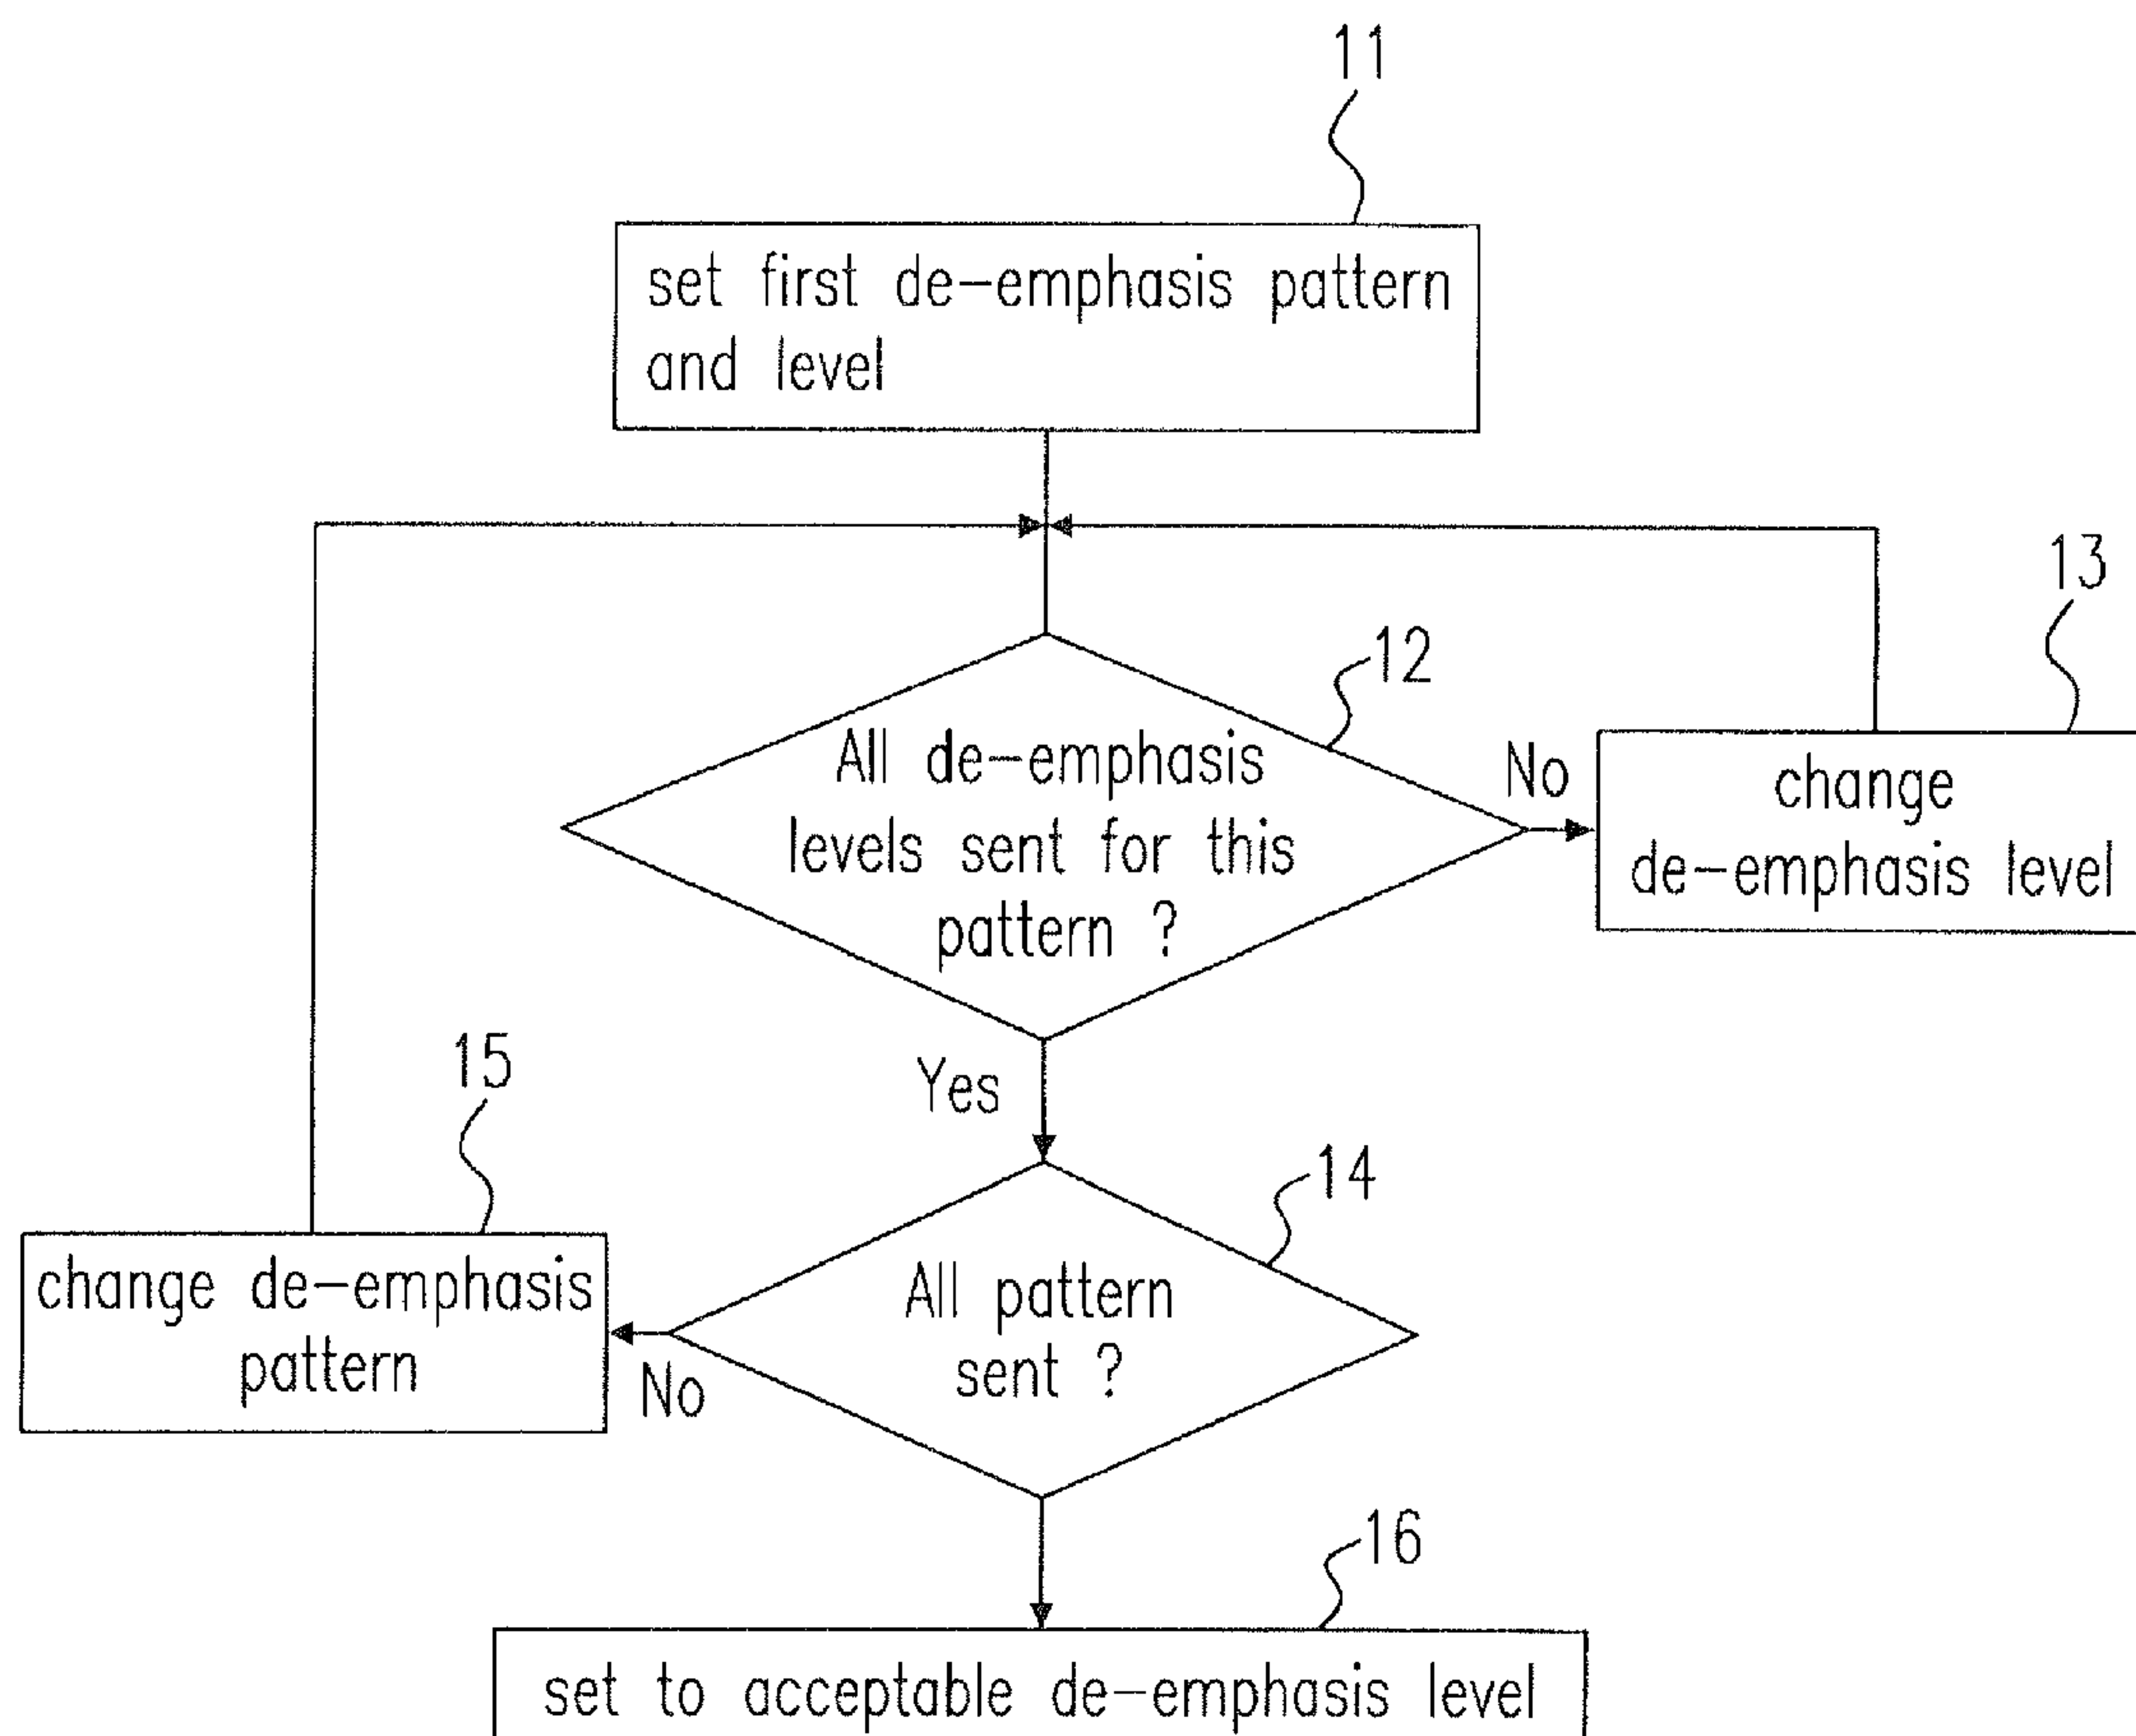 11
set first de-emphasis pattern
and level
13
12
All de-emphasis
levels sent for this
pattern ?
No
change
de-emphasis level
Yes
15
14
change de-emphasis
pattern
No
All pattern
sent ?
16
set to acceptable de-emphasis level